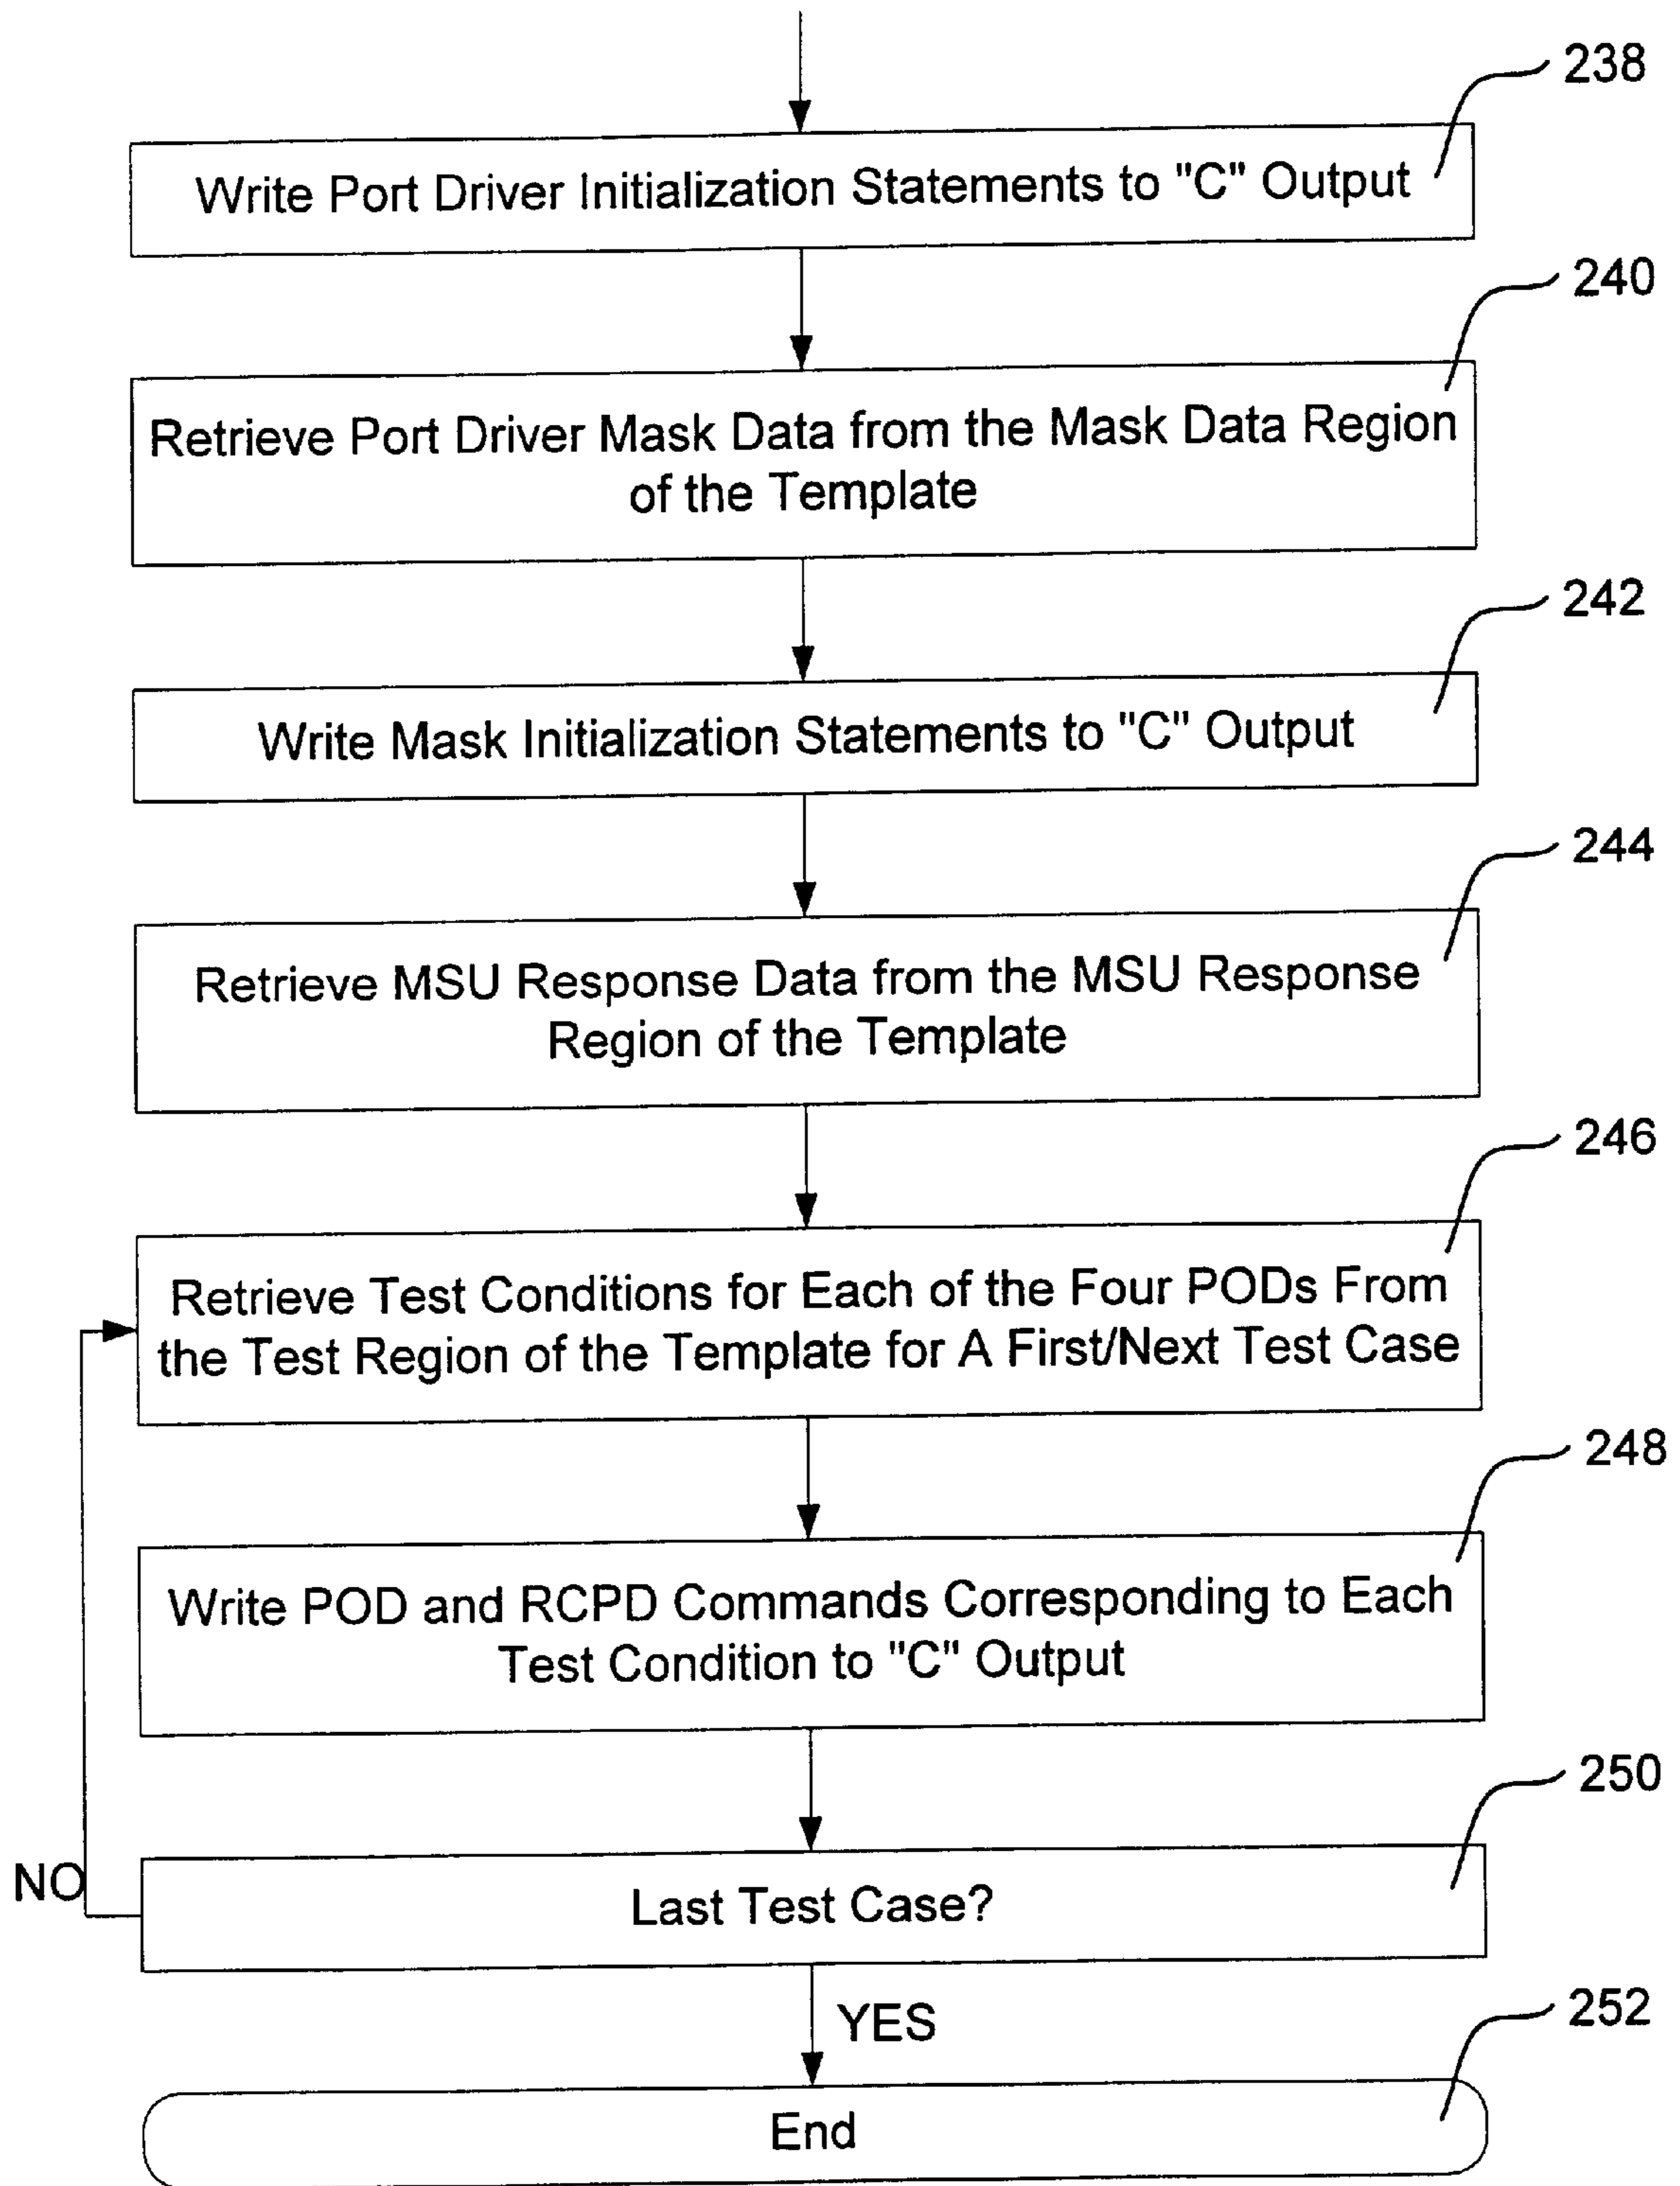 238
Write Port Driver Initialization Statements to "C" Output
240
Retrieve Port Driver Mask Data from the Mask Data Region
of the Template
242
Write Mask Initialization Statements to "C" Output
244
Retrieve MSU Response Data from the MSU Response
Region of the Template
246
Retrieve Test Conditions for Each of the Four PODs From
the Test Region of the Template for A First/Next Test Case
248
Write POD and RCPD Commands Corresponding to Each
Test Condition to "C" Output
250
NO
Last Test Case?
YES
252
End